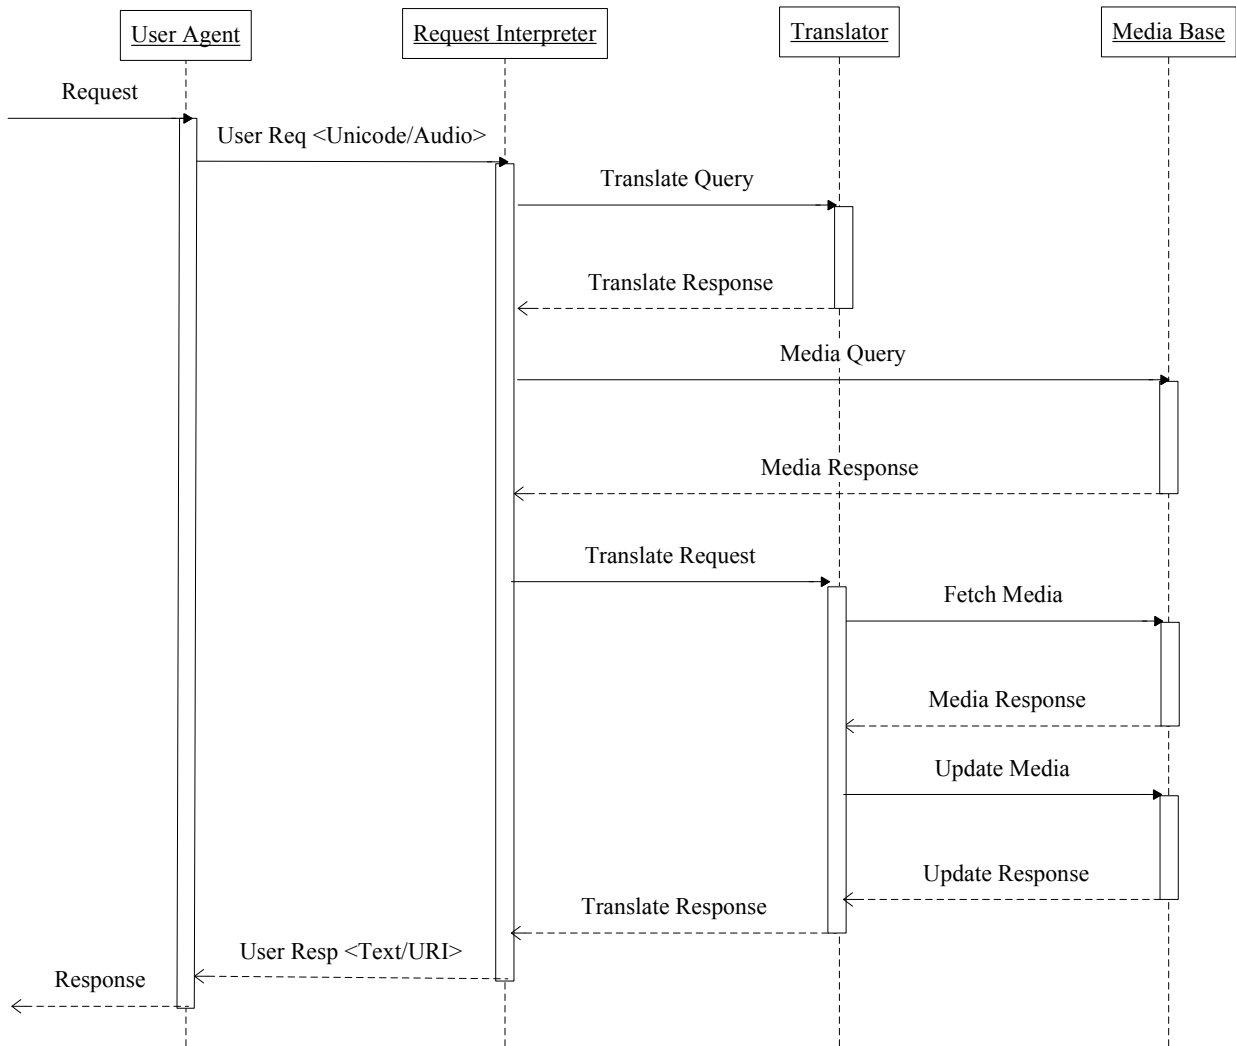 User Agent
Request Interpreter
Translator
Media Base
Request
User Req <Unicode/Audio>
Translate Query
Translate Response
Media Query
Media Response
Translate Request
Fetch Media
Media Response
Update Media
Update Response
Translate Response
User Resp <Text/URI>
Response